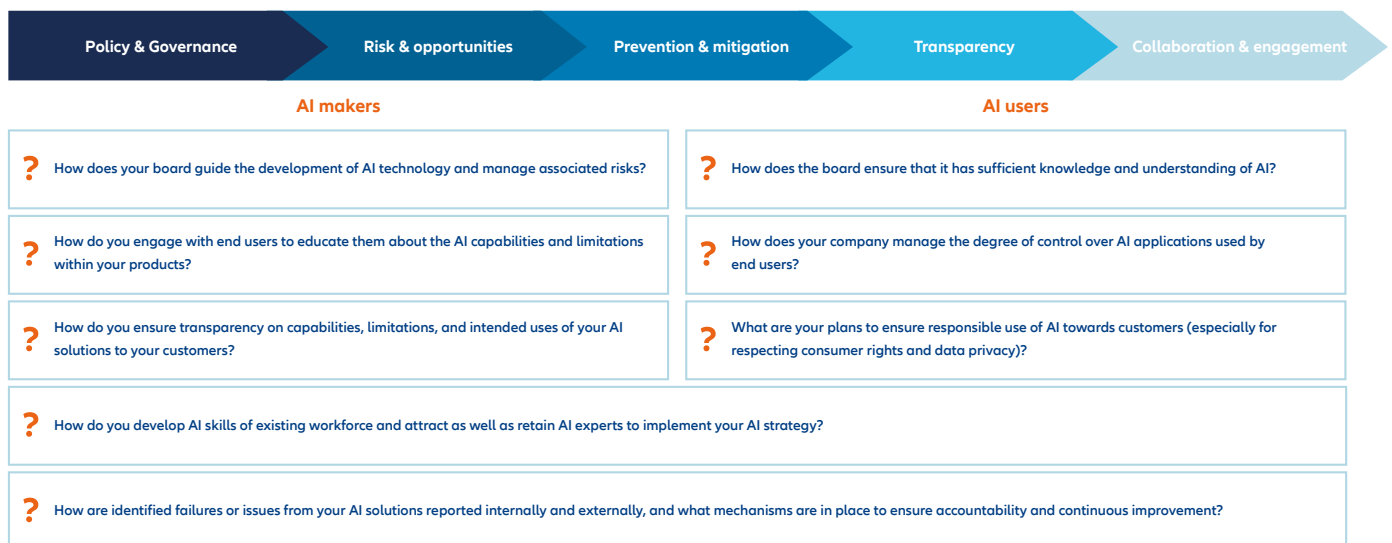 Policy & Governance
Risk & opportunities
Prevention & mitigation
Transparency
Collaboration & engagement
AI makers
AI users
? How does your board guide the development of AI technology and manage associated risks?
? How does the board ensure that it has sufficient knowledge and understanding of AI?
? How do you engage with end users to educate them about the AI capabilities and limitations
within your products?
? How does your company manage the degree of control over AI applications used by
end users?
? How do you ensure transparency on capabilities, limitations, and intended uses of your AI
solutions to your customers?
? What are your plans to ensure responsible use of AI towards customers (especially for
respecting consumer rights and data privacy)?
? How do you develop AI skills of existing workforce and attract as well as retain AI experts to implement your AI strategy?
? How are identified failures or issues from your AI solutions reported internally and externally, and what mechanisms are in place to ensure accountability and continuous improvement?